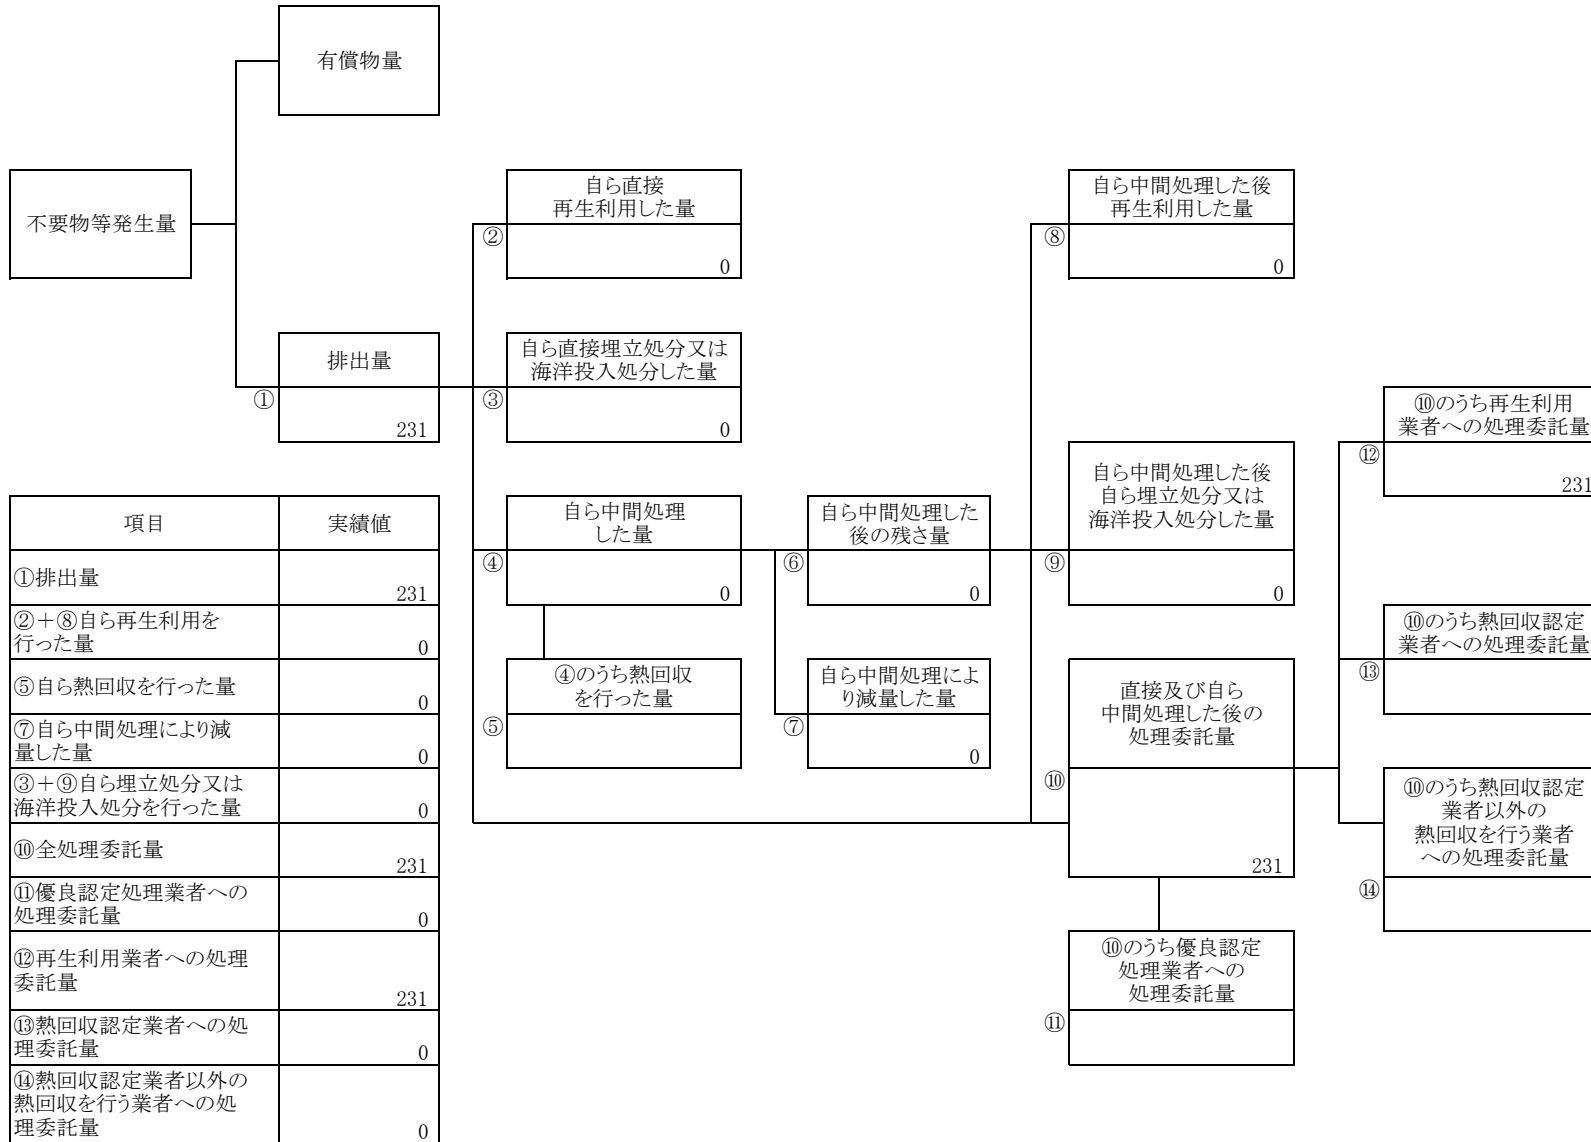 有償物量
不要物等発生量
自ら直接
再生利用した量
②
0
自ら中間処理した後
再生利用した量
⑧
0
排出量
①
231
自ら直接埋立処分又は
海洋投入処分した量
③
0
⑩のうち再生利用
業者への処理委託量
⑫
231
自ら中間処理
した量
④
0
自ら中間処理した
後の残さ量
⑥
0
自ら中間処理した後
自ら埋立処分又は
海洋投入処分した量
⑨
0
⑩のうち熱回収認定
業者への処理委託量
⑬
④のうち熱回収
を行った量
⑤
自ら中間処理によ
り減量した量
⑦
0
直接及び自ら
中間処理した後の
処理委託量
⑩
231
⑩のうち熱回収認定
業者以外の
熱回収を行う業者
への処理委託量
⑭
⑩のうち優良認定
処理業者への
処理委託量
⑪
項目 実績値
①排出量
231
②+⑧自ら再生利用を
行った量 0
⑤自ら熱回収を行った量
0
⑦自ら中間処理により減
量した量 0
③+⑨自ら埋立処分又は
海洋投入処分を行った量 0
⑩全処理委託量
231
⑪優良認定処理業者への
処理委託量 0
⑫再生利用業者への処理
委託量
231
⑬熱回収認定業者への処
理委託量 0
⑭熱回収認定業者以外の
熱回収を行う業者への処
理委託量 0